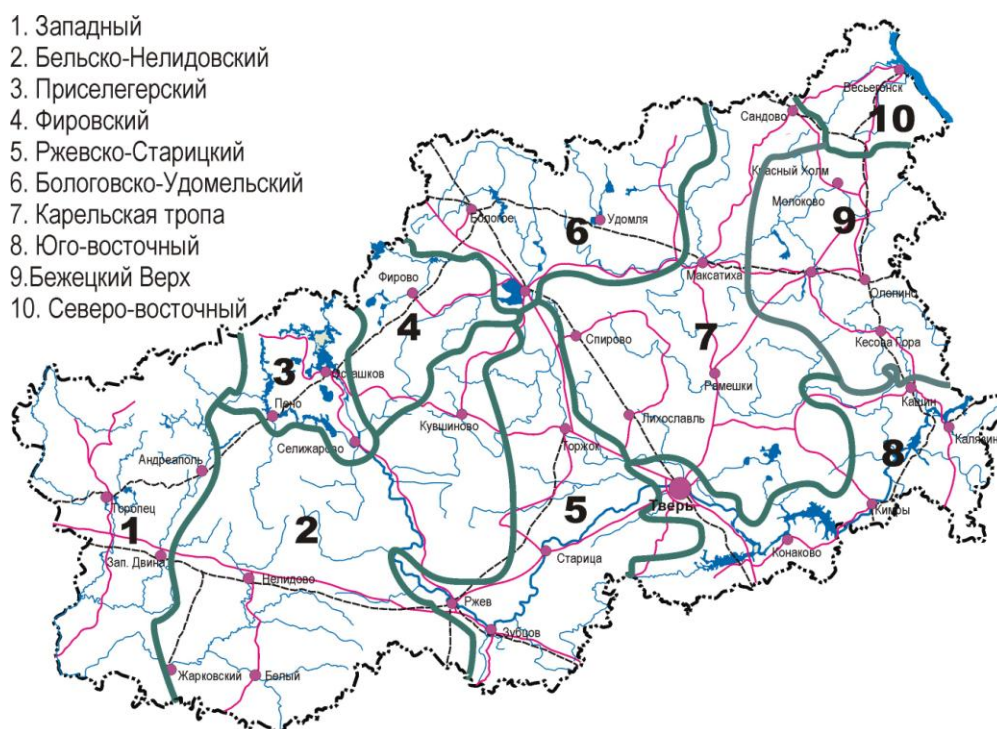 1. Западный
2. Бельско-Нелидовский
3. Приселегерский
4. Фировский
5. Ржевско-Старицкий
6. Бологовско-Удомельский
7. Карельская тропа
8. Юго-восточный
9.Бежецкий Верх
10. Северо-восточный
Весьегонск
10
Сандово
Красный Холм
Молоково
9
Бологое
6
Удомля
Максатиха
Фирово
4
Спирово
7
Кесова Гора
3
Рамешки
Кашин
Пено
Кувшиново
Лихославль
Калязин
Селижарово
Торжок
8
Андреаполь
Торопец
5
Тверь
Кимры
1
2
Зап. Двина
Старица
Конаково
Нелидово
Ржев
Зубцов
Жарковский
Белый